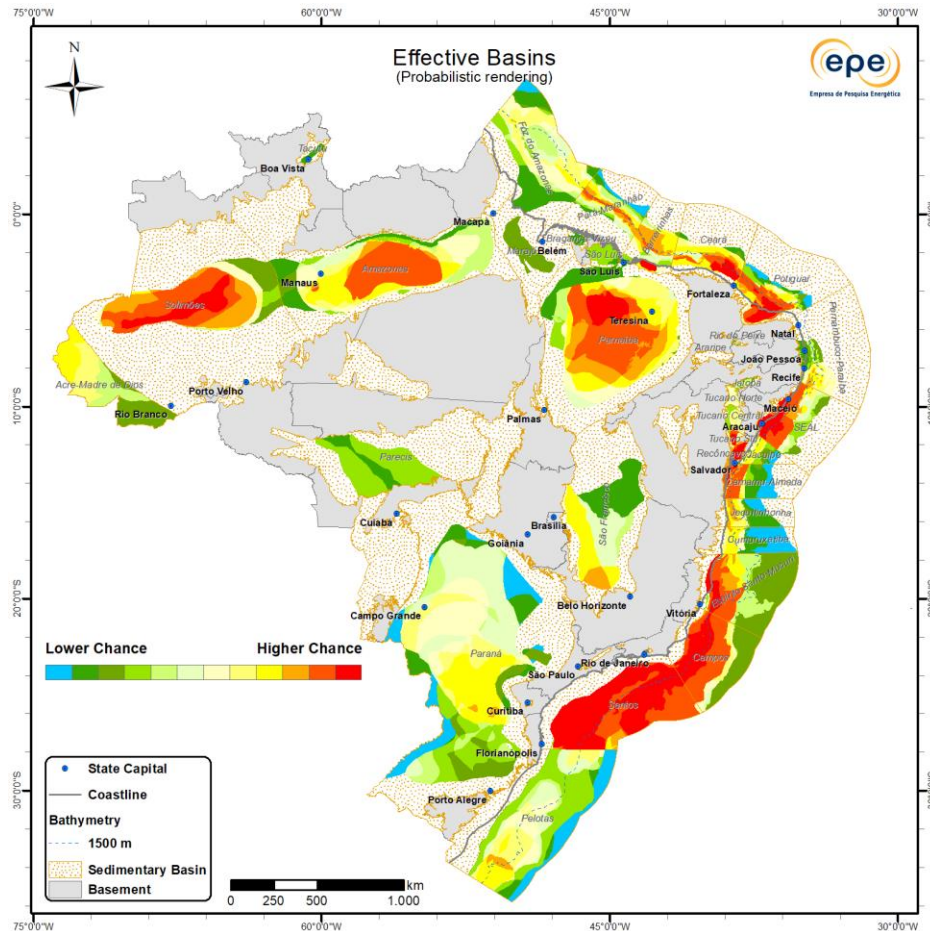 75°0'0"W 60°0'0"W 45°0'0"W 30°0'0"W
N
Effective Basins
(Probabilistic rendering)
epe
Empresa de Pesquisa Energética
Tacutu
Boa Vista
Foz do Amazonas
0°0'0"
Macapá
Pará-Maranhão
Barreirinhas
Ceará
Belém
São Luís
São Luís
Amazonas
Manaus
Solimões
Fortaleza
Potiguar
Teresina
Parnaíba
Natal
Rio do Peixe
Araripe
João Pessoa
Pernambuco-Paraíba
Recife
Acre-Madre de Dios
Porto Velho
Rio Branco
10°0'0"S
Palmas
Jatobá
Tucano Norte
Maceió
Tucano Central
Aracaju
SEAL
Tucano Sul
Recôncavo
Jacuípe
Salvador
Camamu-Almada
Parecis
São Francisco
Jequitinhonha
Cuiabá
Brasília
Goiânia
Cumuruxatiba
Espírito Santo-Mucuri
20°0'0"S
Campo Grande
Belo Horizonte
Vitória
Lower Chance Higher Chance
Paraná
Rio de Janeiro
São Paulo
Campos
Santos
Curitiba
Florianópolis
State Capital
Coastline
Bathymetry
1500 m
Sedimentary Basin
Basement
30°0'0"S
Porto Alegre
Pelotas
km
0 250 500 1.000
75°0'0"W 60°0'0"W 45°0'0"W 30°0'0"W